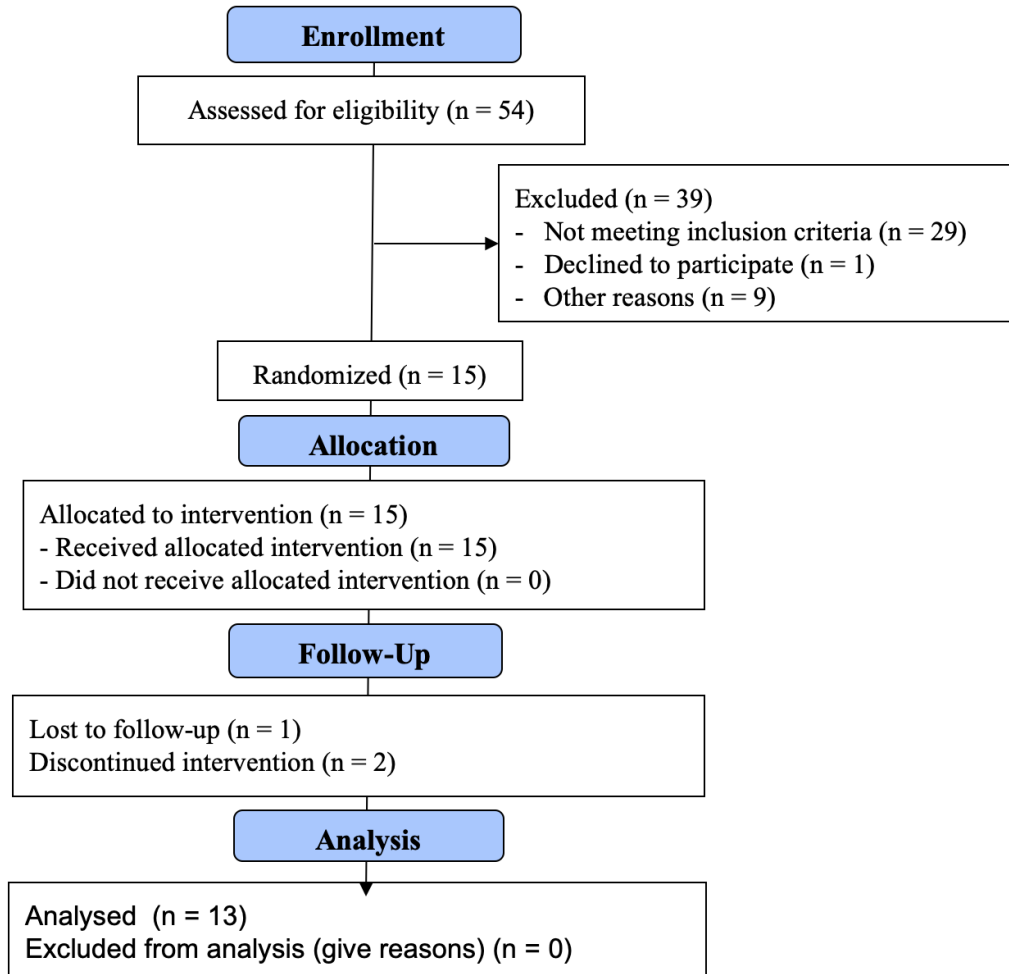 Enrollment
Assessed for eligibility (n = 54)
Excluded (n = 39)
- Not meeting inclusion criteria (n = 29)
- Declined to participate (n = 1)
- Other reasons (n = 9)
Randomized (n = 15)
Allocation
Allocated to intervention (n = 15)
- Received allocated intervention (n = 15)
- Did not receive allocated intervention (n = 0)
Follow-Up
Lost to follow-up (n = 1)
Discontinued intervention (n = 2)
Analysis
Analysed (n = 13)
Excluded from analysis (give reasons) (n = 0)